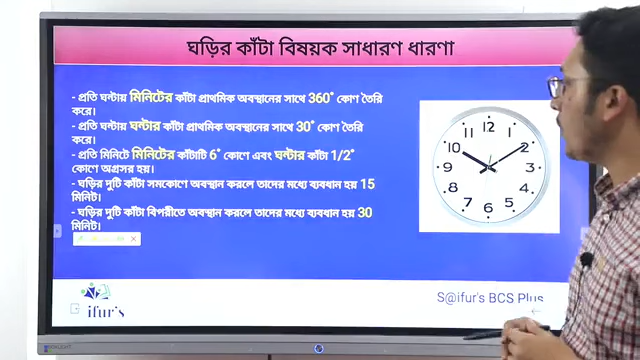 ঘড়ির কাঁটা বিষয়ক সাধারণ ধারণা
- প্রতি ঘন্টায় মিনিটের কাঁটা প্রাথমিক অবস্থানের সাথে 360° কোণ তৈরি
করে।
- প্রতি ঘন্টায় ঘন্টার কাঁটা প্রাথমিক অবস্থানের সাথে 30° কোণ তৈরি
করে।
- প্রতি মিনিটে মিনিটের কাঁটাটি 6° কোণে এবং ঘন্টার কাঁটা 1/2°
কোণে অগ্রসর হয়।
- ঘড়ির দুটি কাঁটা সমকোণে অবস্থান করলে তাদের মধ্যে ব্যবধান হয় 15
মিনিট।
- ঘড়ির দুটি কাঁটা বিপরীতে অবস্থান করলে তাদের মধ্যে ব্যবধান হয় 30
মিনিট।
12
11 1
10 2
9 3
8 4
7 5
6
ifur's
S@ifur's BCS Plus